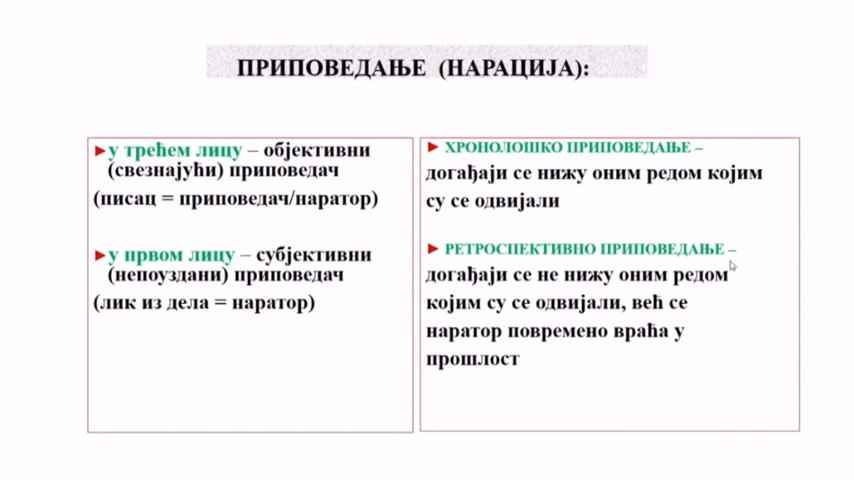 ПРИПОВЕДАЊЕ (НАРАЦИЈА):
►у трећем лицу – објективни
(свезнајући) приповедач
(писац = приповедач/наратор)
►у првом лицу – субјективни
(непоуздани) приповедач
(лик из дела = наратор)
► ХРОНОЛОШКО ПРИПОВЕДАЊЕ –
догађаји се нижу оним редом којим
су се одвијали
► РЕТРОСПЕКТИВНО ПРИПОВЕДАЊЕ –
догађаји се не нижу оним редом
којим су се одвијали, већ се
наратор повремено враћа у
прошлост